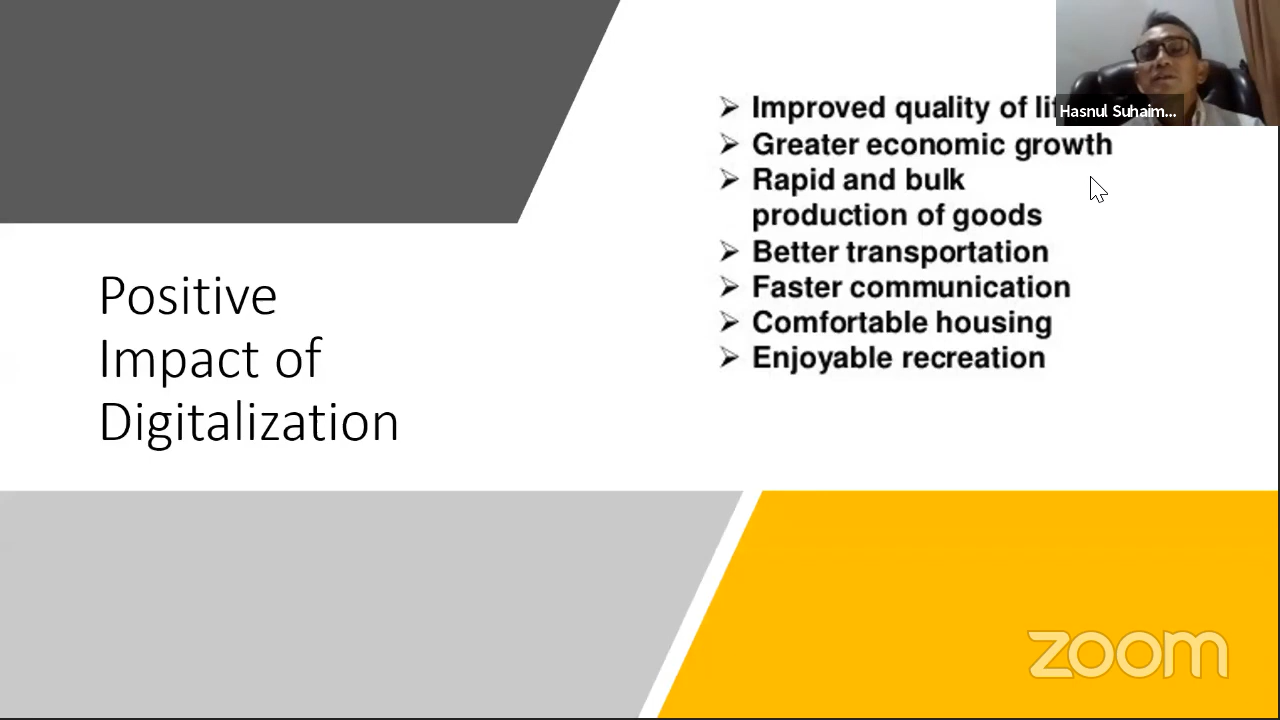 Positive
Impact of
Digitalization
Improved quality of
Greater economic growth
Rapid and bulk
production of goods
Better transportation
Faster communication
Comfortable housing
Enjoyable recreation
Hasnul Suhaim...
zoom